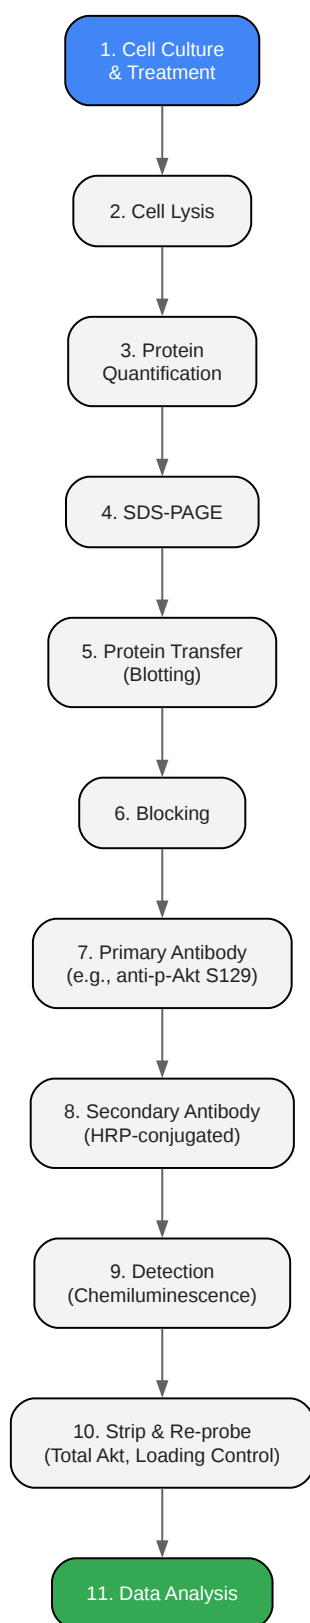 1. Cell Culture
& Treatment
2. Cell Lysis
3. Protein
Quantification
4. SDS-PAGE
5. Protein Transfer
(Blotting)
6. Blocking
7. Primary Antibody
(e.g., anti-p-Akt S129)
8. Secondary Antibody
(HRP-conjugated)
9. Detection
(Chemiluminescence)
10. Strip & Re-probe
(Total Akt, Loading Control)
11. Data Analysis